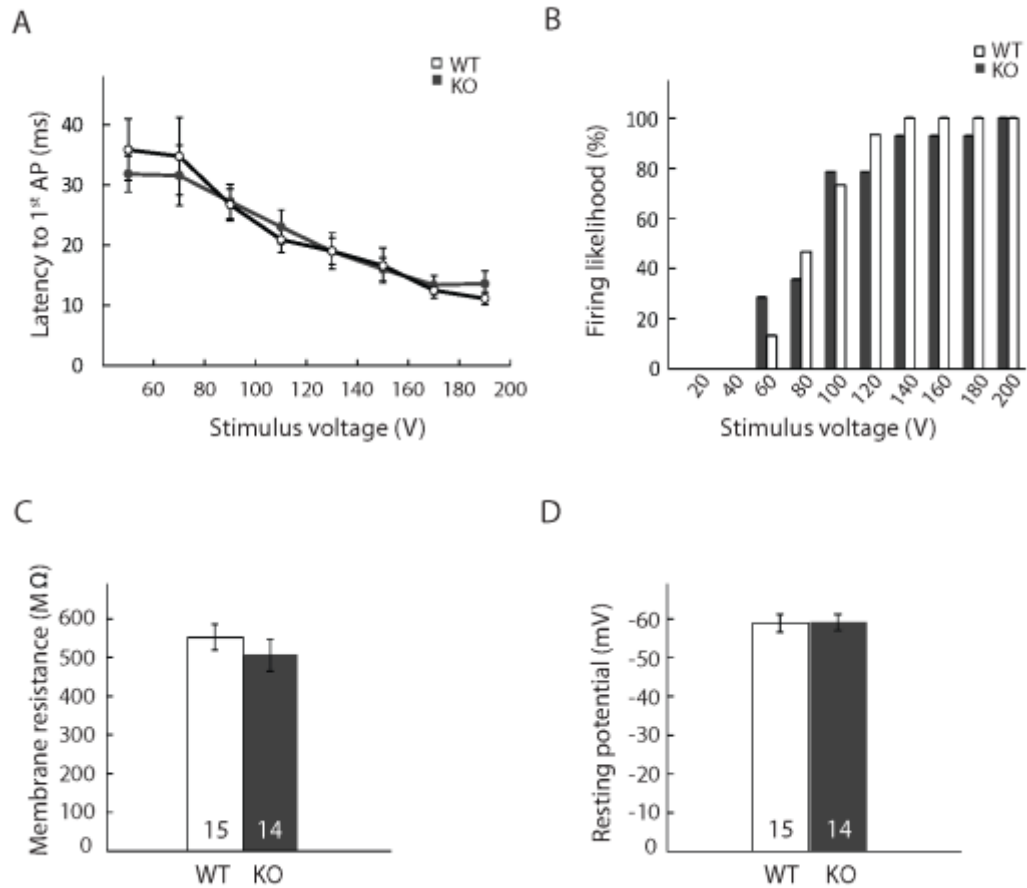 A
WT
KO
Latency to 1st AP (ms)
40
30
20
10
0
60 80 100 120 140 160 180 200
Stimulus voltage (V)
B
WT
KO
Firing likelihood (%)
100
80
60
40
20
0
20 40 60 80 100 120 140 160 180 200
Stimulus voltage (V)
C
Membrane resistance (MΩ)
600
500
400
300
200
100
0
15 14
WT KO
D
Resting potential (mV)
-60
-50
-40
-30
-20
-10
0
15 14
WT KO